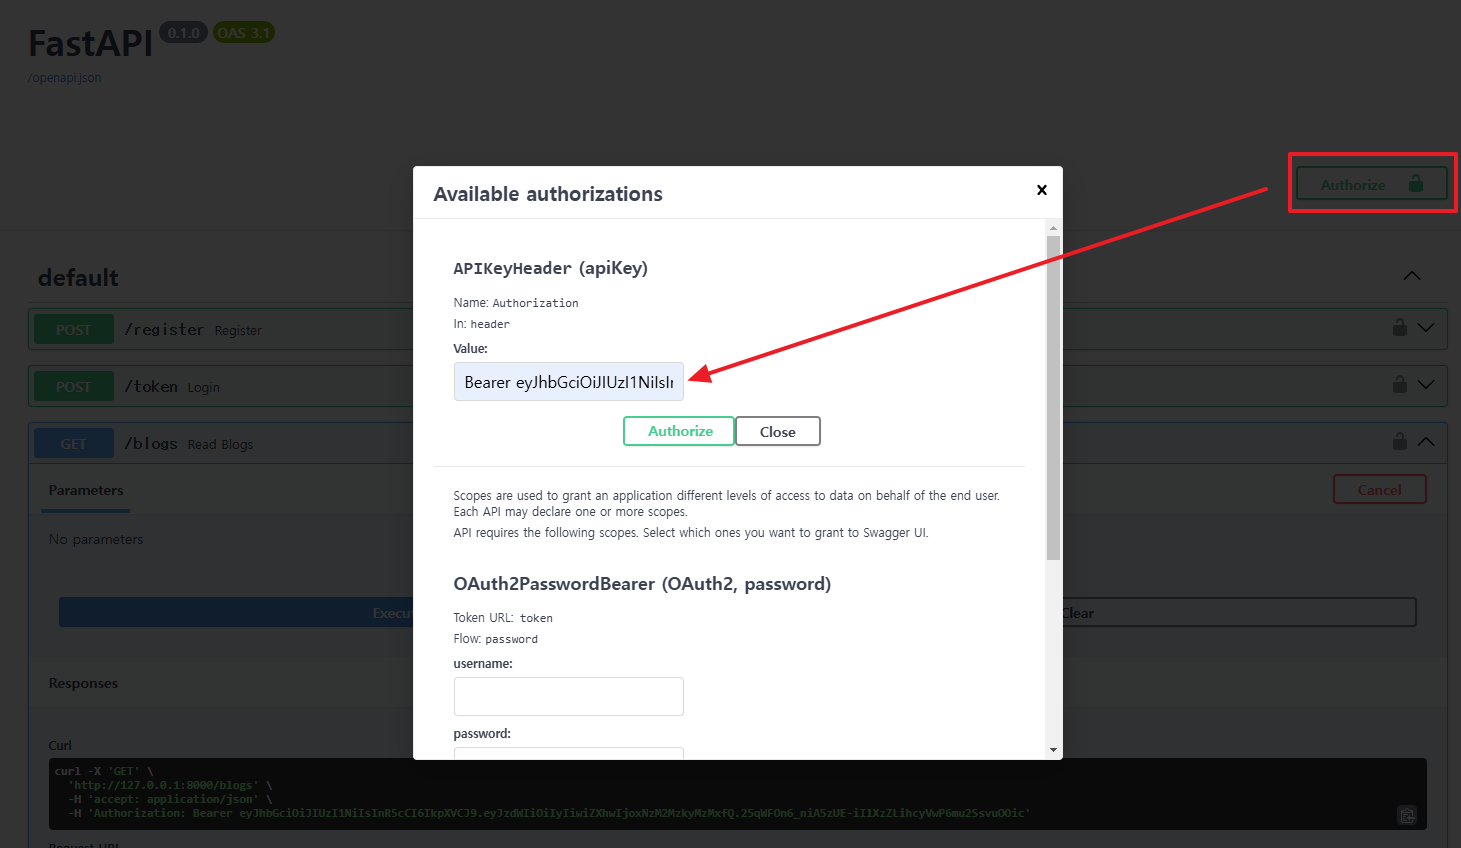 FastAPI 0.1.0 OAS 3.1
/openapi.json
Authorize
Available authorizations
x
APIKeyHeader (apiKey)
Name: Authorization
In: header
Value:
Bearer eyJhbGciOiJIUzI1NiIsIn
Authorize Close
Scopes are used to grant an application different levels of access to data on behalf of the end user.
Each API may declare one or more scopes.
API requires the following scopes. Select which ones you want to grant to Swagger UI.
OAuth2PasswordBearer (OAuth2, password)
Token URL: token
Flow: password
username:
password:
default
POST /register Register
POST /token Login
GET /blogs Read Blogs
Parameters
Cancel
No parameters
Execu
Clear
Responses
Curl
curl -X 'GET' \
'http://127.0.0.1:8000/blogs' \
-H 'accept: application/json' \
-H 'Authorization: Bearer
Request URL